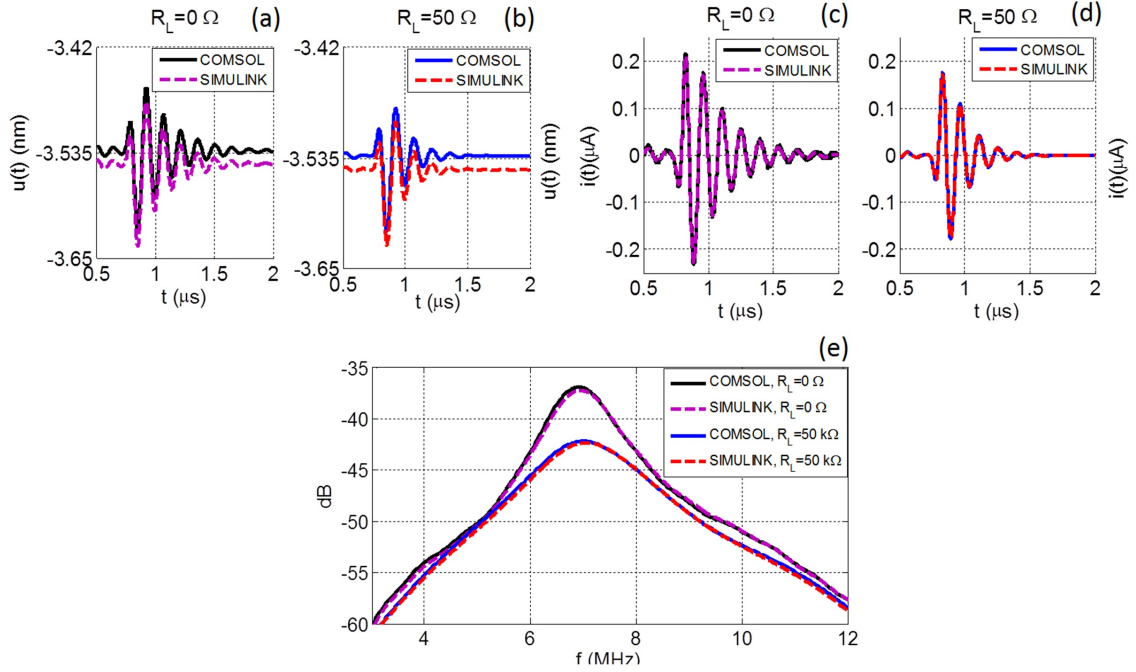 R_L=0 Ω (a)
-3.42
-3.535
-3.65
0.5 1 1.5 2
u(t) (nm)
t (µs)
COMSOL
SIMULINK
R_L=50 Ω (b)
-3.42
-3.535
-3.65
0.5 1 1.5 2
t (µs)
COMSOL
SIMULINK
u(t) (nm)
R_L=0 Ω (c)
0.2
0.1
0
-0.1
-0.2
0.5 1 1.5 2
i(t)(µA)
t (µs)
COMSOL
SIMULINK
R_L=50 Ω (d)
0.2
0.1
0
-0.1
-0.2
0.5 1 1.5 2
t (µs)
COMSOL
SIMULINK
i(t)(µA)
(e)
-35
-40
-45
-50
-55
-60
4 6 8 10 12
dB
f (MHz)
COMSOL, R_L=0 Ω
SIMULINK, R_L=0 Ω
COMSOL, R_L=50 kΩ
SIMULINK, R_L=50 kΩ